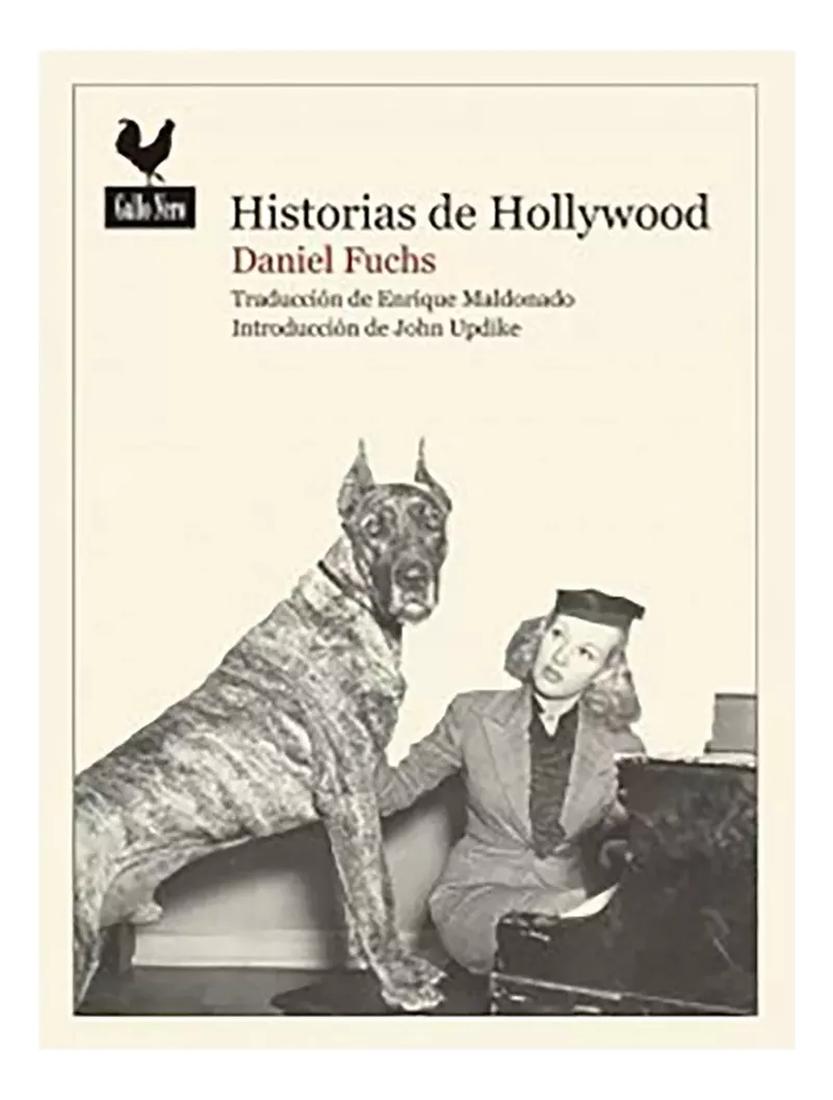 Gallo Nero
Historias de Hollywood
Daniel Fuchs
Traducción de Enrique Maldonado
Introducción de John Updike